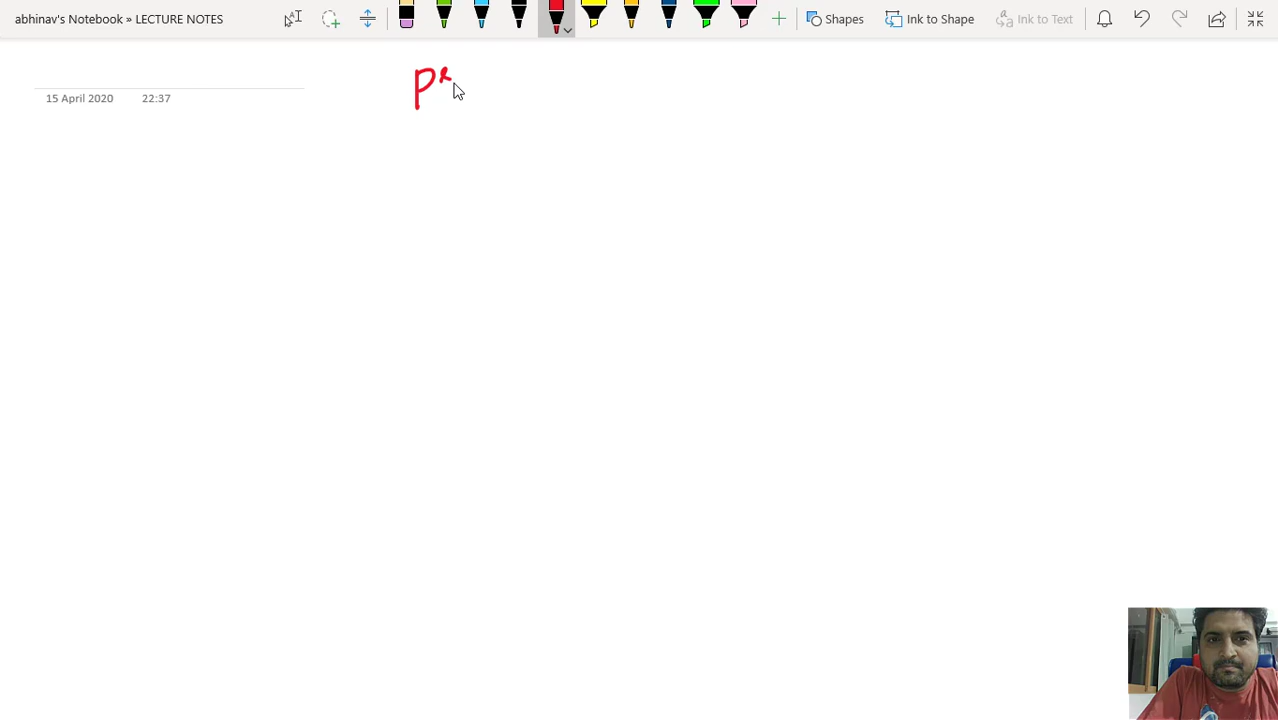 abhinav's Notebook » LECTURE NOTES
Shapes
Ink to Shape
Ink to Text
15 April 2020 22:37
PR